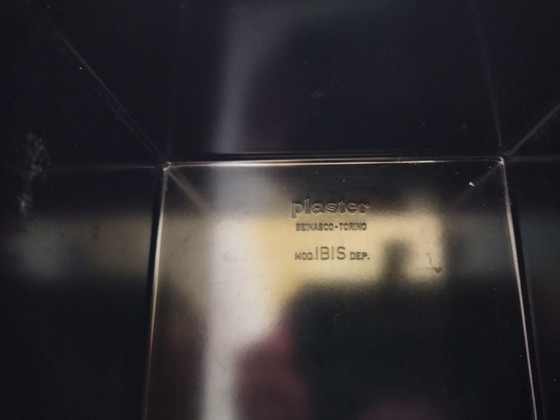 plaster
BEINASCO-TORINO
MOD. IBIS DEP.